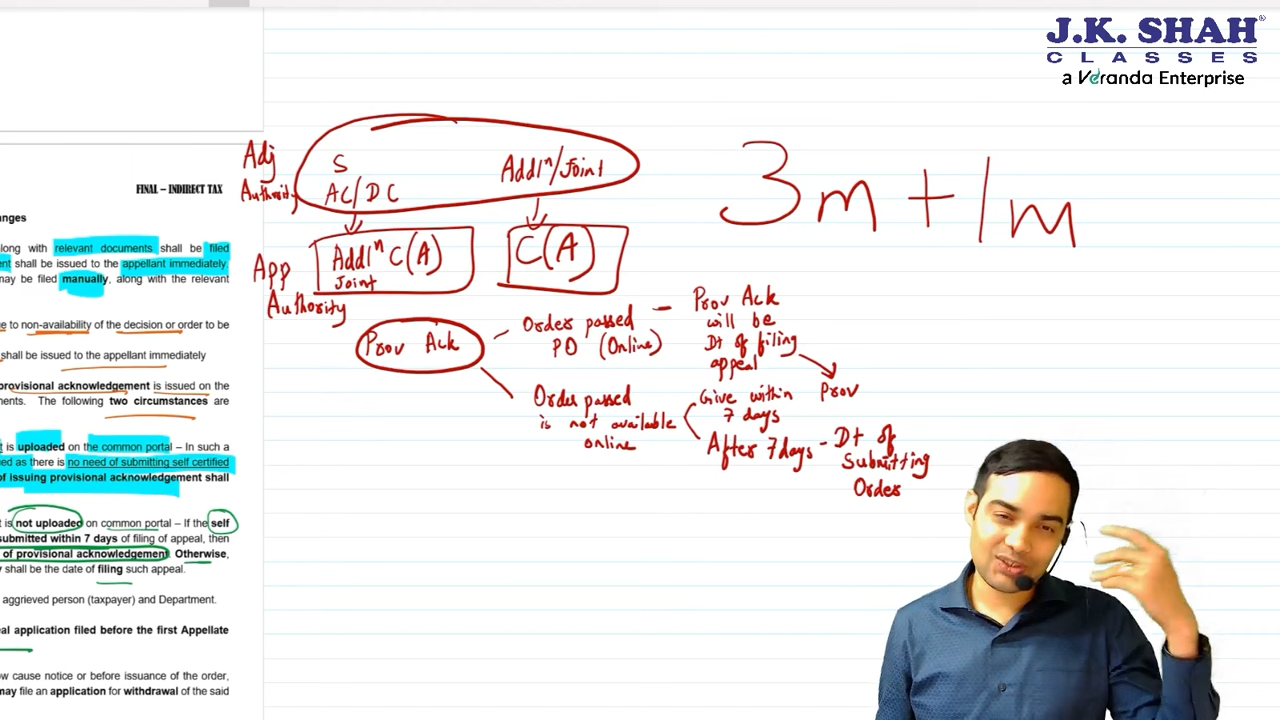 J.K. SHAH®
CLASSES
a Veranda Enterprise
FINAL – INDIRECT TAX
anges
long with relevant documents shall be filed
ent shall be issued to the appellant immediately
may be filed manually, along with the relevant
e to non-availability of the decision or order to be
shall be issued to the appellant immediately
provisional acknowledgement is issued on the
ments. The following two circumstances are
t is uploaded on the common portal – In such a
ed as there is no need of submitting self certified
of issuing provisional acknowledgement shall
t is not uploaded on common portal – If the self
submitted within 7 days of filing of appeal, then
of provisional acknowledgement. Otherwise,
y shall be the date of filing such appeal.
aggrieved person (taxpayer) and Department.
al application filed before the first Appellate
ow cause notice or before issuance of the order,
may file an application for withdrawal of the said
Adj
Authority
S
AC/DC
Addlⁿ/Joint
App
Authority
Addlⁿ C(A)
Joint
C(A)
3m+1m
Prov Ack
Orders passed
PO (Online)
Prov Ack
will be
Dt of filing
appeal
Prov
Order passed
is not available
online
Give within
7 days
After 7days - Dt of
Submitting
Order